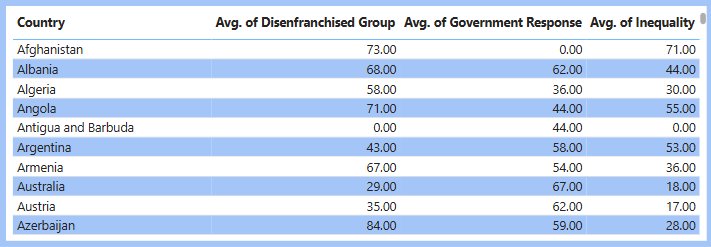 Country Avg. of Disenfranchised Group Avg. of Government Response Avg. of Inequality
Afghanistan 73.00 0.00 71.00
Albania 68.00 62.00 44.00
Algeria 58.00 36.00 30.00
Angola 71.00 44.00 55.00
Antigua and Barbuda 0.00 44.00 0.00
Argentina 43.00 58.00 53.00
Armenia 67.00 54.00 36.00
Australia 29.00 67.00 18.00
Austria 35.00 62.00 17.00
Azerbaijan 84.00 59.00 28.00